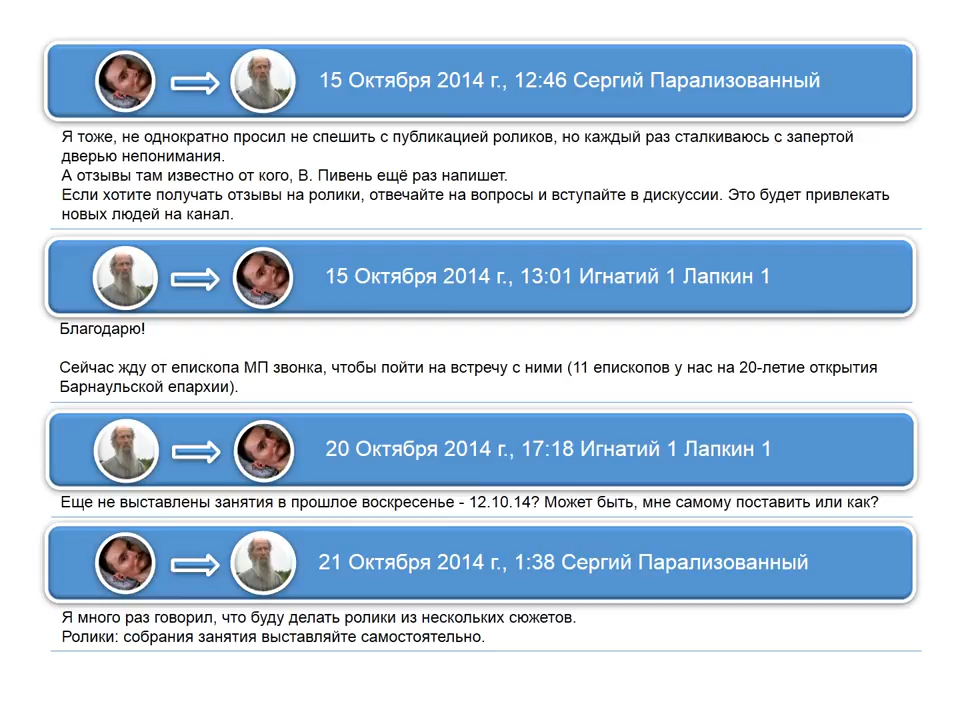 15 Октября 2014 г., 12:46 Сергий Парализованный
Я тоже, не однократно просил не спешить с публикацией роликов, но каждый раз сталкиваюсь с запертой
дверью непонимания.
А отзывы там известно от кого, В. Пивень ещё раз напишет.
Если хотите получать отзывы на ролики, отвечайте на вопросы и вступайте в дискуссии. Это будет привлекать
новых людей на канал.
15 Октября 2014 г., 13:01 Игнатий 1 Лапкин 1
Благодарю!
Сейчас жду от епископа МП звонка, чтобы пойти на встречу с ними (11 епископов у нас на 20-летие открытия
Барнаульской епархии).
20 Октября 2014 г., 17:18 Игнатий 1 Лапкин 1
Еще не выставлены занятия в прошлое воскресенье - 12.10.14? Может быть, мне самому поставить или как?
21 Октября 2014 г., 1:38 Сергий Парализованный
Я много раз говорил, что буду делать ролики из нескольких сюжетов.
Ролики: собрания занятия выставляйте самостоятельно.